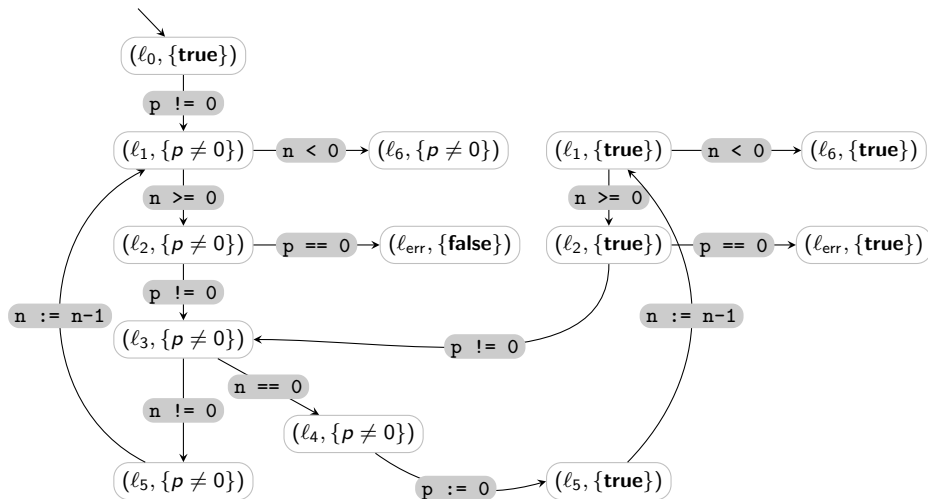 (ℓ₀, {true})
p != 0
(ℓ₁, {p ≠ 0}) n < 0 (ℓ₆, {p ≠ 0}) (ℓ₁, {true}) n < 0 (ℓ₆, {true})
n >= 0 n >= 0
(ℓ₂, {p ≠ 0}) p == 0 (ℓerr, {false}) (ℓ₂, {true}) p == 0 (ℓerr, {true})
p != 0
n := n-1 n := n-1
(ℓ₃, {p ≠ 0}) p != 0
n == 0
n != 0
(ℓ₄, {p ≠ 0})
(ℓ₅, {p ≠ 0}) p := 0 (ℓ₅, {true})